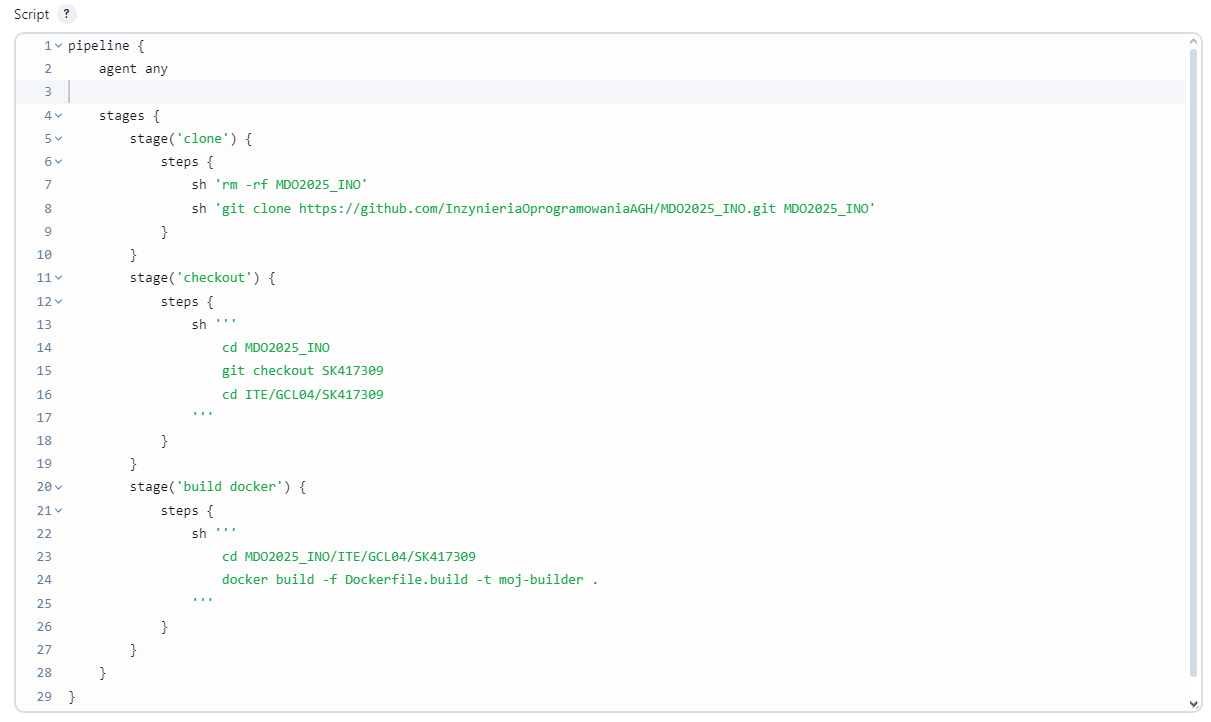 Script ?
1 pipeline {
2     agent any
3
4     stages {
5         stage('clone') {
6             steps {
7                 sh 'rm -rf MDO2025_INO'
8                 sh 'git clone https://github.com/InzynieriaOprogramowaniaAGH/MDO2025_INO.git MDO2025_INO'
9             }
10         }
11         stage('checkout') {
12             steps {
13                 sh '''
14                     cd MDO2025_INO
15                     git checkout SK417309
16                     cd ITE/GCL04/SK417309
17                 '''
18             }
19         }
20         stage('build docker') {
21             steps {
22                 sh '''
23                     cd MDO2025_INO/ITE/GCL04/SK417309
24                     docker build -f Dockerfile.build -t moj-builder .
25                 '''
26             }
27         }
28     }
29 }